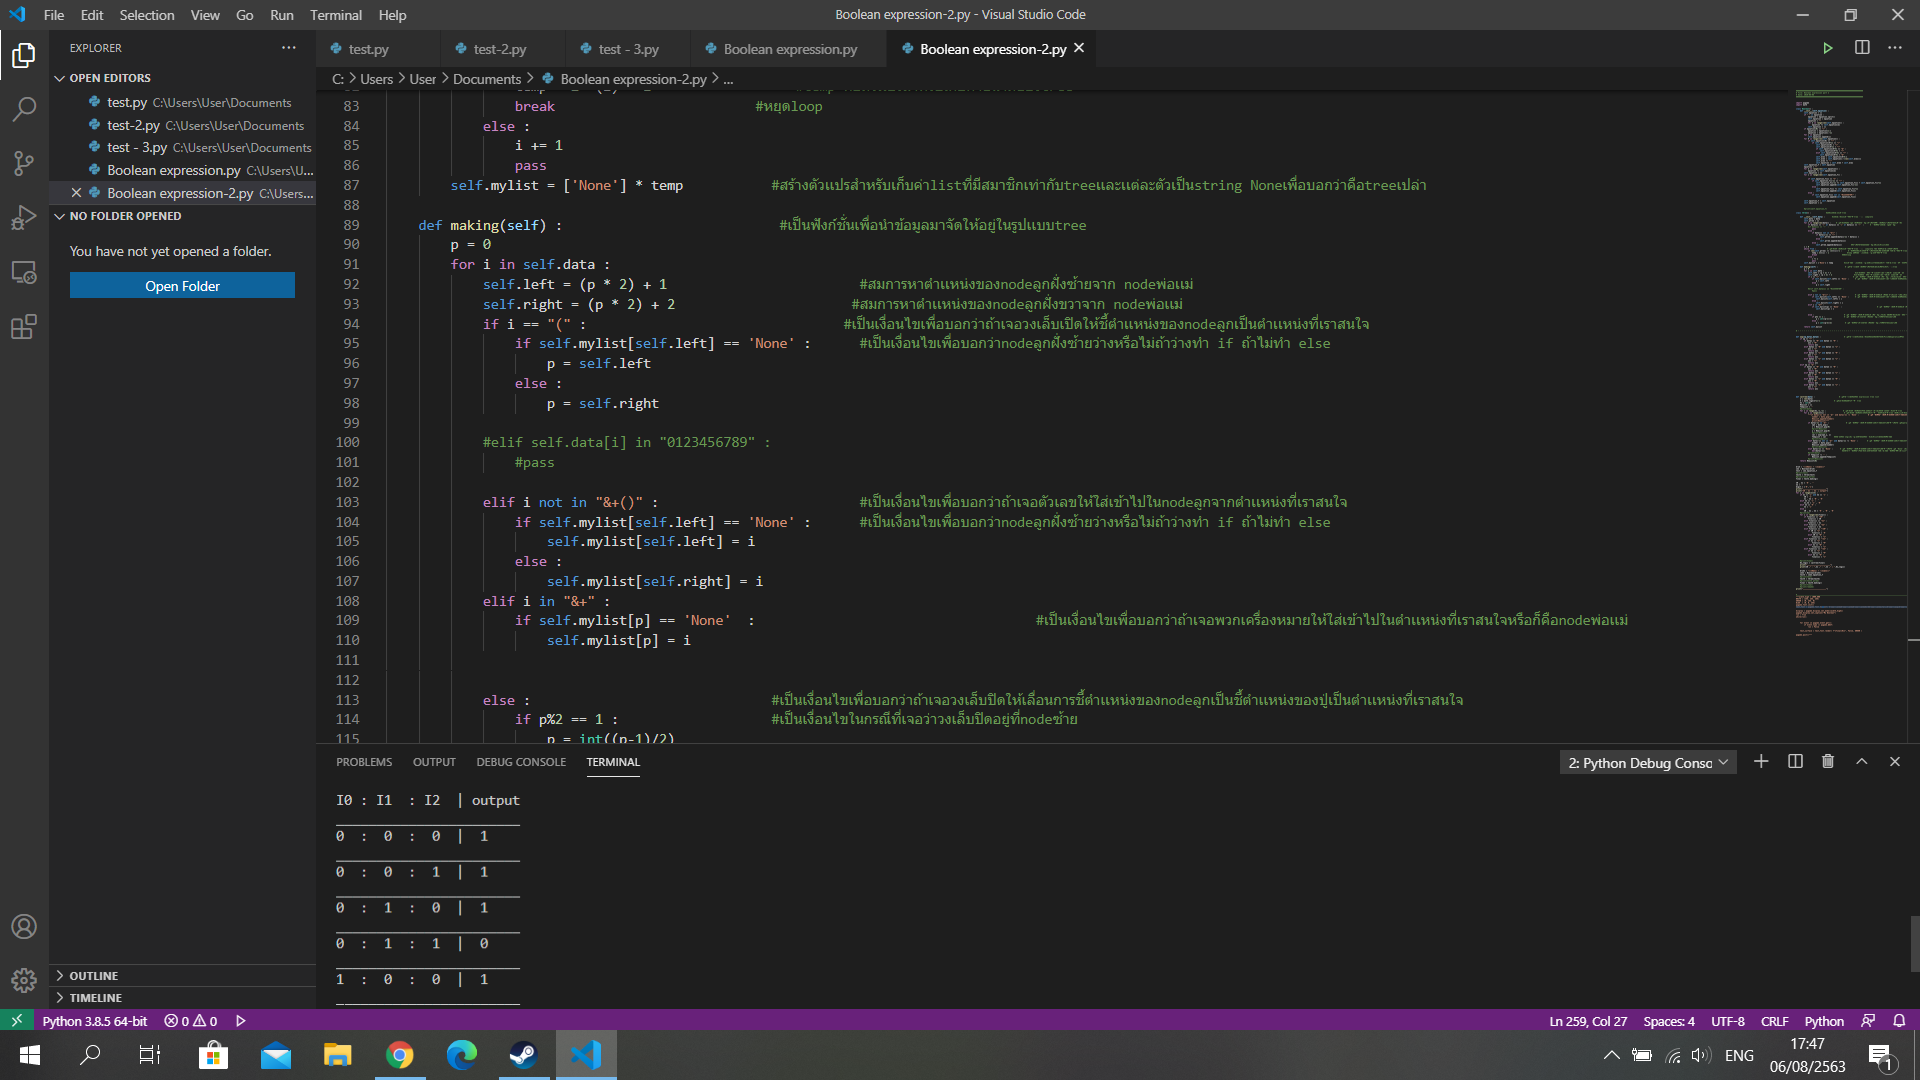 File Edit Selection View Go Run Terminal Help
Boolean expression-2.py - Visual Studio Code
EXPLORER
OPEN EDITORS
test.py C:\Users\User\Documents
test-2.py C:\Users\User\Documents
test - 3.py C:\Users\User\Documents
Boolean expression.py C:\Users\U...
Boolean expression-2.py C:\Users...
NO FOLDER OPENED
You have not yet opened a folder.
Open Folder
OUTLINE
TIMELINE
test.py test-2.py test - 3.py Boolean expression.py Boolean expression-2.py
C: > Users > User > Documents > Boolean expression-2.py > ...
83 break #หยุดloop
84 else :
85 i += 1
86 pass
87 self.mylist = ['None'] * temp #สร้างตัวแปรสำหรับเก็บค่าlistที่มีสมาชิกเท่ากับtreeและแต่ละตัวเป็นstring Noneเพื่อบอกว่าคือtreeเปล่า
88
89 def making(self) : #เป็นฟังก์ชั่นเพื่อนำข้อมูลมาจัดให้อยู่ในรูปแบบtree
90 p = 0
91 for i in self.data :
92 self.left = (p * 2) + 1 #สมการหาตำแหน่งของnodeลูกฝั่งซ้ายจาก nodeพ่อแม่
93 self.right = (p * 2) + 2 #สมการหาตำแหน่งของnodeลูกฝั่งขวาจาก nodeพ่อแม่
94 if i == "(" : #เป็นเงื่อนไขเพื่อบอกว่าถ้าเจอวงเล็บเปิดให้ชี้ตำแหน่งของnodeลูกเป็นตำแหน่งที่เราสนใจ
95 if self.mylist[self.left] == 'None' : #เป็นเงื่อนไขเพื่อบอกว่าnodeลูกฝั่งซ้ายว่างหรือไม่ถ้าว่างทำ if ถ้าไม่ทำ else
96 p = self.left
97 else :
98 p = self.right
99
100 #elif self.data[i] in "0123456789" :
101 #pass
102
103 elif i not in "&+()" : #เป็นเงื่อนไขเพื่อบอกว่าถ้าเจอตัวเลขให้ใส่เข้าไปในnodeลูกจากตำแหน่งที่เราสนใจ
104 if self.mylist[self.left] == 'None' : #เป็นเงื่อนไขเพื่อบอกว่าnodeลูกฝั่งซ้ายว่างหรือไม่ถ้าว่างทำ if ถ้าไม่ทำ else
105 self.mylist[self.left] = i
106 else :
107 self.mylist[self.right] = i
108 elif i in "&+" :
109 if self.mylist[p] == 'None' : #เป็นเงื่อนไขเพื่อบอกว่าถ้าเจอพวกเครื่องหมายให้ใส่เข้าไปในตำแหน่งที่เราสนใจหรือก็คือnodeพ่อแม่
110 self.mylist[p] = i
111
112
113 else : #เป็นเงื่อนไขเพื่อบอกว่าถ้าเจอวงเล็บปิดให้เลื่อนการชี้ตำแหน่งของnodeลูกเป็นชี้ตำแหน่งของปู่เป็นตำแหน่งที่เราสนใจ
114 if p%2 == 1 : #เป็นเงื่อนไขในกรณีที่เจอว่าวงเล็บปิดอยู่ที่nodeซ้าย
115 p = int((p-1)/2)
PROBLEMS OUTPUT DEBUG CONSOLE TERMINAL
2: Python Debug Consc
I0 : I1 : I2 | output
0 : 0 : 0 | 1
0 : 0 : 1 | 1
0 : 1 : 0 | 1
0 : 1 : 1 | 0
1 : 0 : 0 | 1
Python 3.8.5 64-bit 0 0
Ln 259, Col 27 Spaces: 4 UTF-8 CRLF Python
ENG
17:47
06/08/2563
1